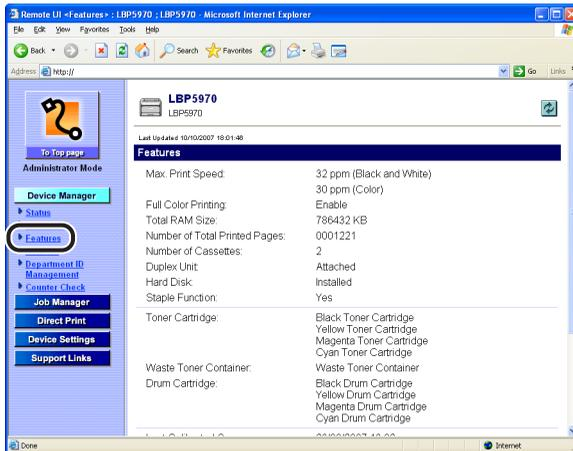 Remote UI <Features> : LBP5970 ; LBP5970 - Microsoft Internet Explorer
File Edit View Favorites Tools Help
Back Search Favorites
Address http:// Go Links
To Top page
Administrator Mode
Device Manager
Status
Features
Department ID
Management
Counter Check
Job Manager
Direct Print
Device Settings
Support Links
LBP5970
LBP5970
Last Updated 10/10/2007 18:01:46
Features
Max. Print Speed: 32 ppm (Black and White)
30 ppm (Color)
Full Color Printing: Enable
Total RAM Size: 786432 KB
Number of Total Printed Pages: 0001221
Number of Cassettes: 2
Duplex Unit: Attached
Hard Disk: Installed
Staple Function: Yes
Toner Cartridge: Black Toner Cartridge
Yellow Toner Cartridge
Magenta Toner Cartridge
Cyan Toner Cartridge
Waste Toner Container: Waste Toner Container
Drum Cartridge: Black Drum Cartridge
Yellow Drum Cartridge
Magenta Drum Cartridge
Cyan Drum Cartridge
Done Internet